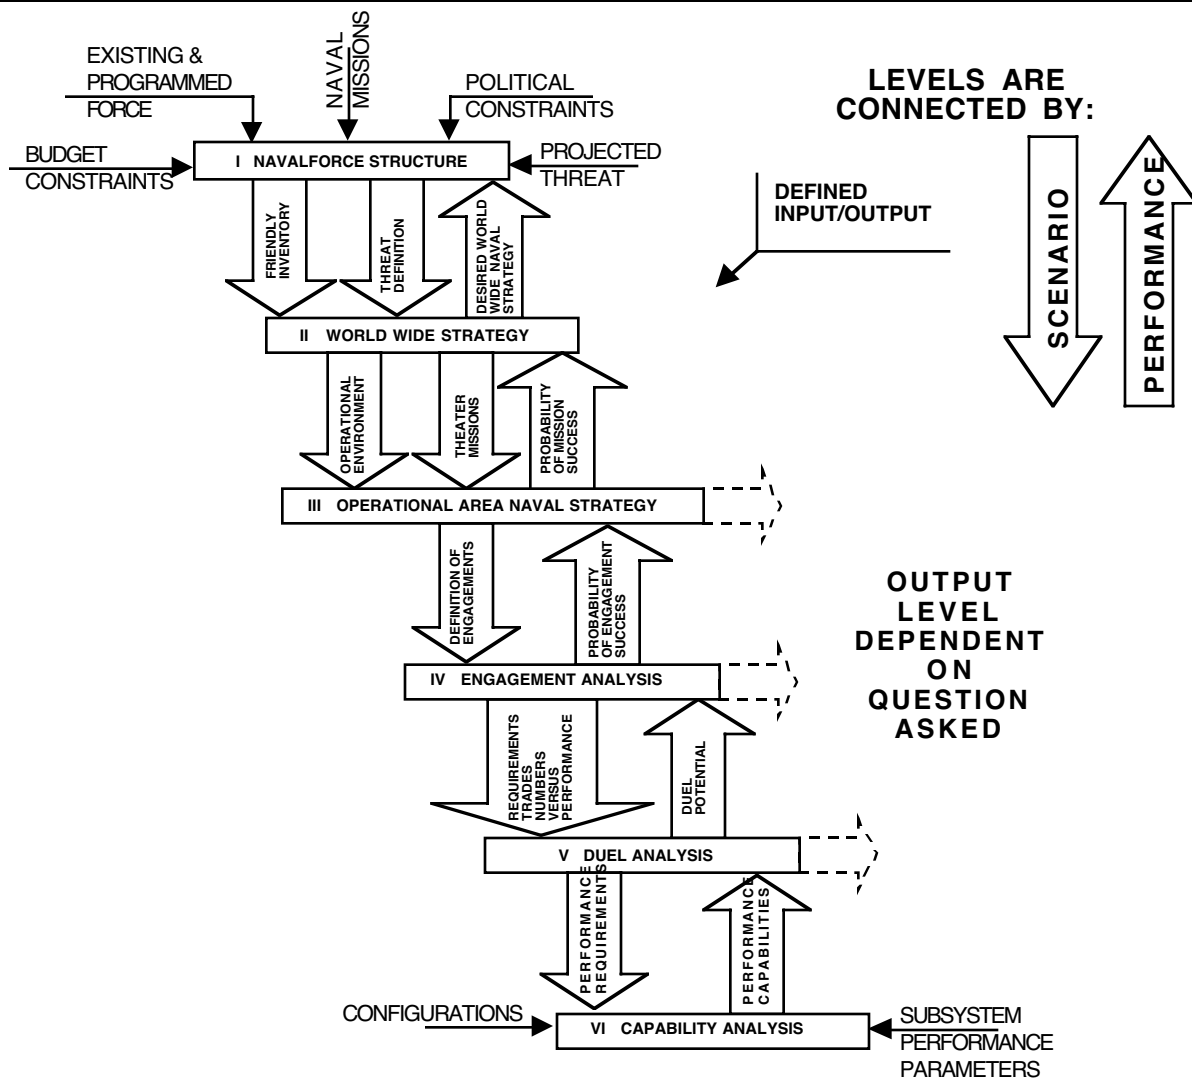 EXISTING &
PROGRAMMED
FORCE
NAVAL
MISSIONS
POLITICAL
CONSTRAINTS
BUDGET
CONSTRAINTS
I NAVALFORCE STRUCTURE
PROJECTED
THREAT
LEVELS ARE
CONNECTED BY:
DEFINED
INPUT/OUTPUT
SCENARIO
PERFORMANCE
FRIENDLY
INVENTORY
THREAT
DEFINITION
DESIRED WORLD
WIDE NAVAL
STRATEGY
II WORLD WIDE STRATEGY
OPERATIONAL
ENVIRONMENT
THEATER
MISSIONS
PROBABILITY
OF MISSION
SUCCESS
III OPERATIONAL AREA NAVAL STRATEGY
DEFINITION OF
ENGAGEMENTS
PROBABILITY
OF ENGAGEMENT
SUCCESS
OUTPUT
LEVEL
DEPENDENT
ON
QUESTION
ASKED
IV ENGAGEMENT ANALYSIS
REQUIREMENTS
TRADES
NUMBERS
VERSUS
PERFORMANCE
DUEL
POTENTIAL
V DUEL ANALYSIS
PERFORMANCE
REQUIREMENTS
PERFORMANCE
CAPABILITIES
CONFIGURATIONS
VI CAPABILITY ANALYSIS
SUBSYSTEM
PERFORMANCE
PARAMETERS